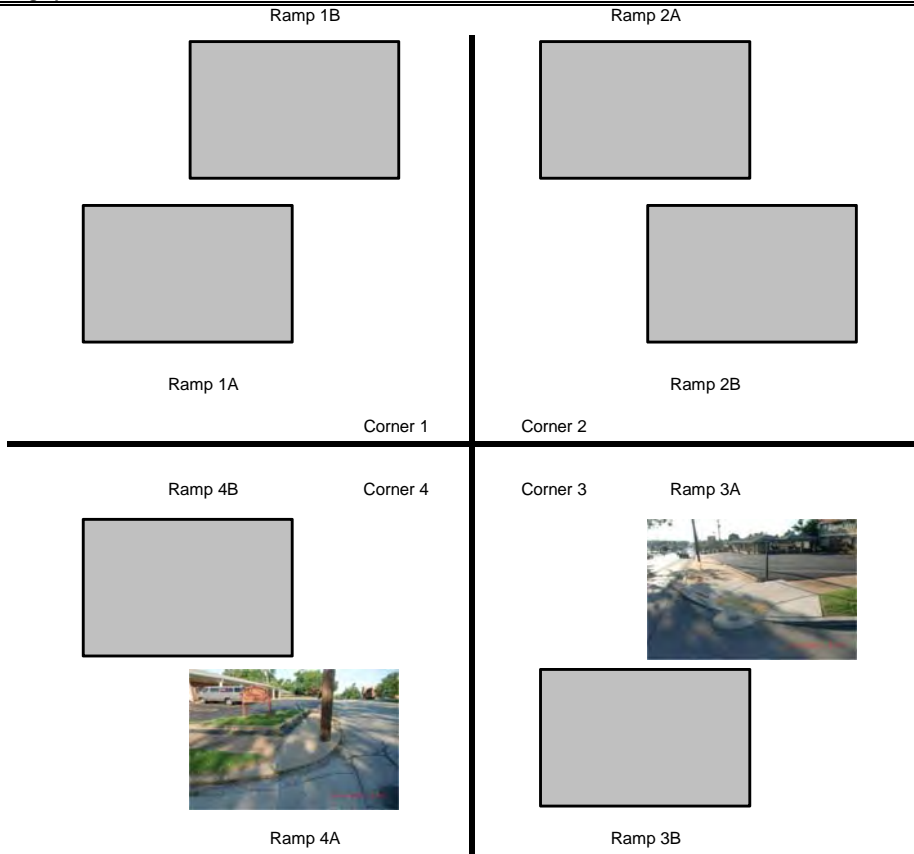 Ramp 1B
Ramp 2A
Ramp 1A
Ramp 2B
Corner 1
Corner 2
Ramp 4B
Corner 4
Corner 3
Ramp 3A
Ramp 4A
Ramp 3B